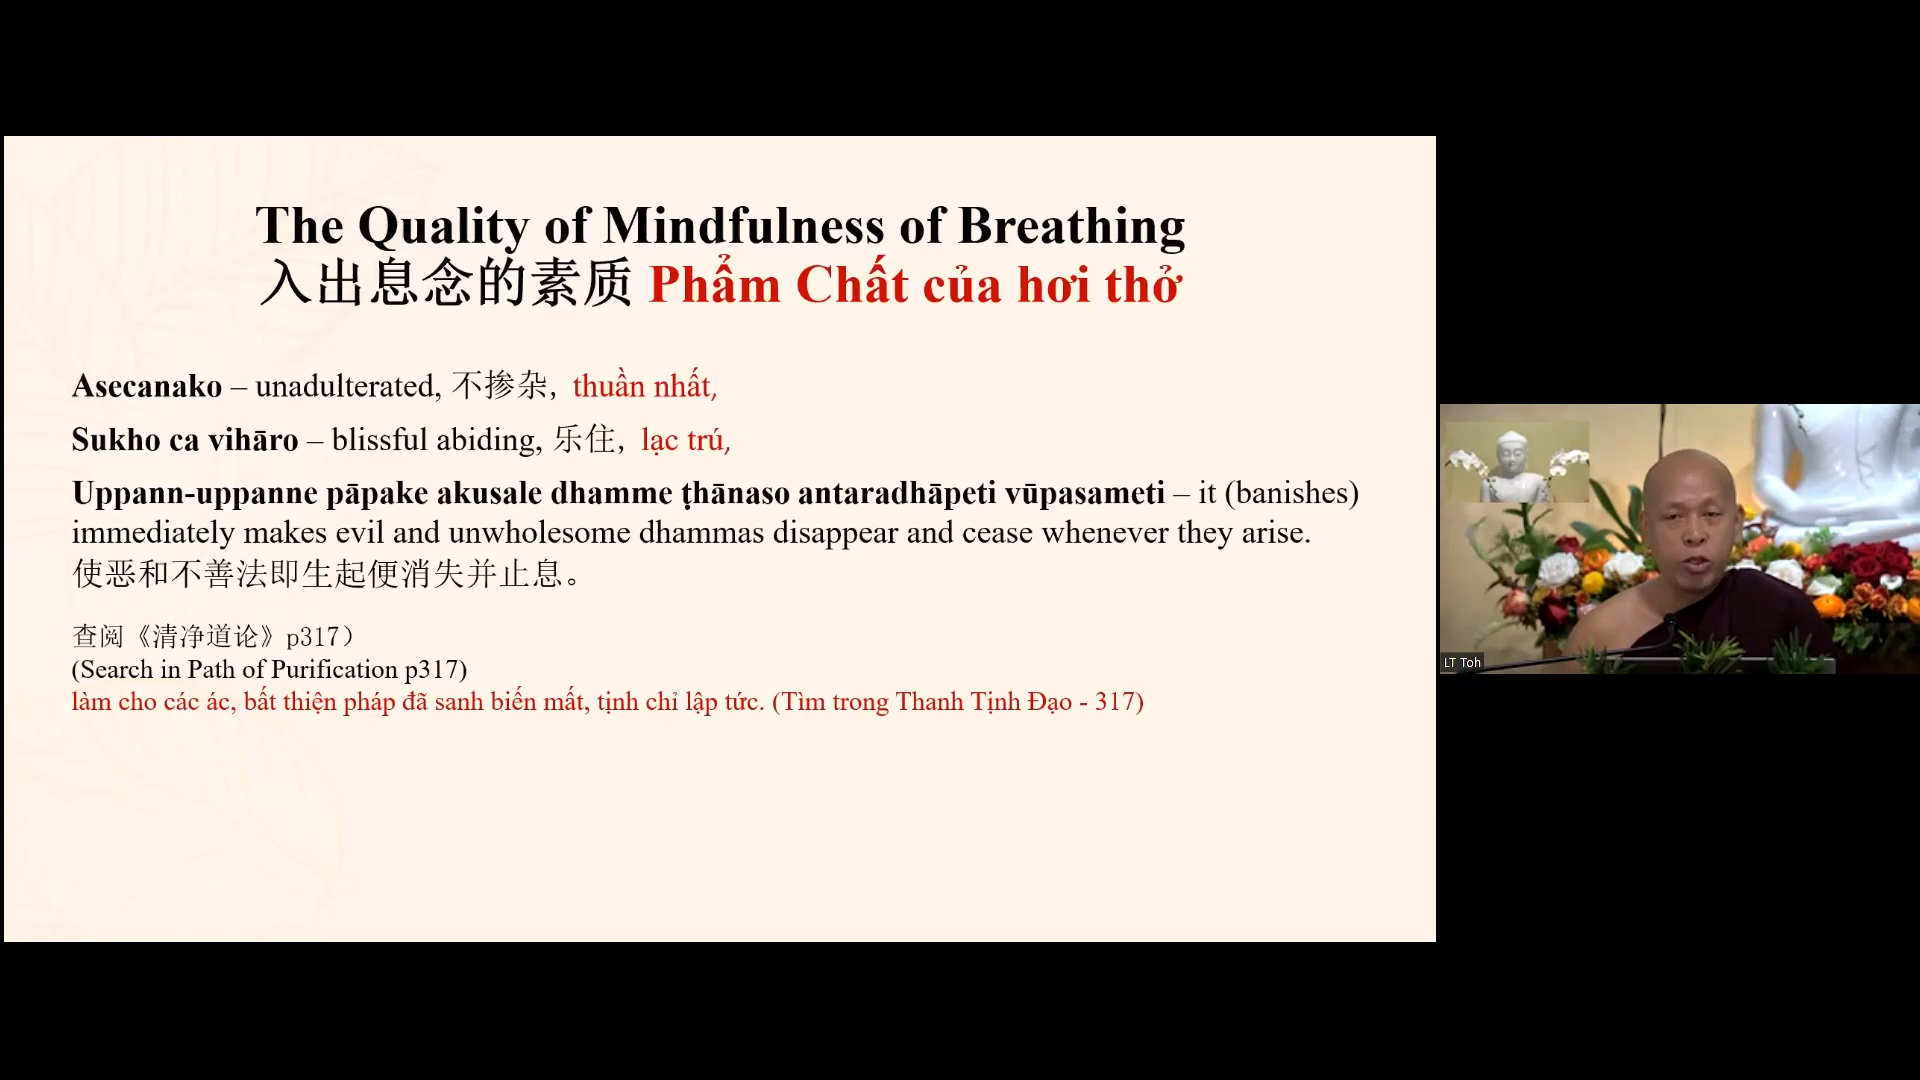 The Quality of Mindfulness of Breathing
入出息念的素质 Phẩm Chất của hơi thở
Asecanako – unadulterated, 不掺杂, thuần nhất,
Sukho ca vihāro – blissful abiding, 乐住, lạc trú,
Uppann-uppanne pāpake akusale dhamme ṭhānaso antaradhāpeti vūpasameti – it (banishes)
immediately makes evil and unwholesome dhammas disappear and cease whenever they arise.
使恶和不善法即生起便消失并止息。
查阅《清净道论》p317）
(Search in Path of Purification p317)
làm cho các ác, bất thiện pháp đã sanh biến mất, tịnh chỉ lập tức. (Tìm trong Thanh Tịnh Đạo - 317)
LT Toh